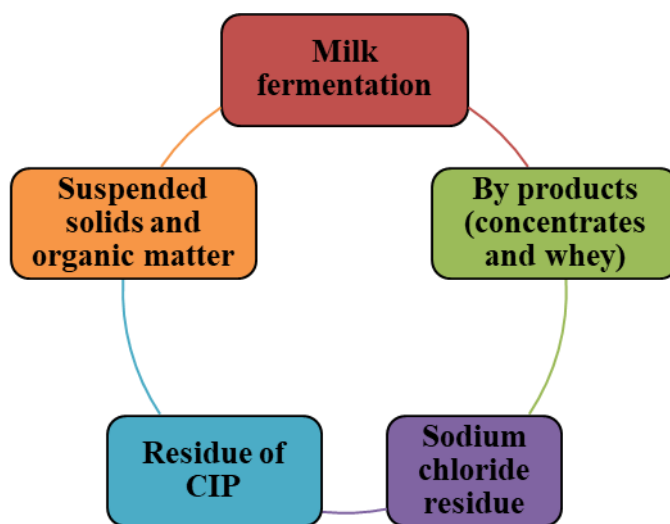 Milk
fermentation
Suspended
solids and
organic matter
By products
(concentrates
and whey)
Residue of
CIP
Sodium
chloride
residue